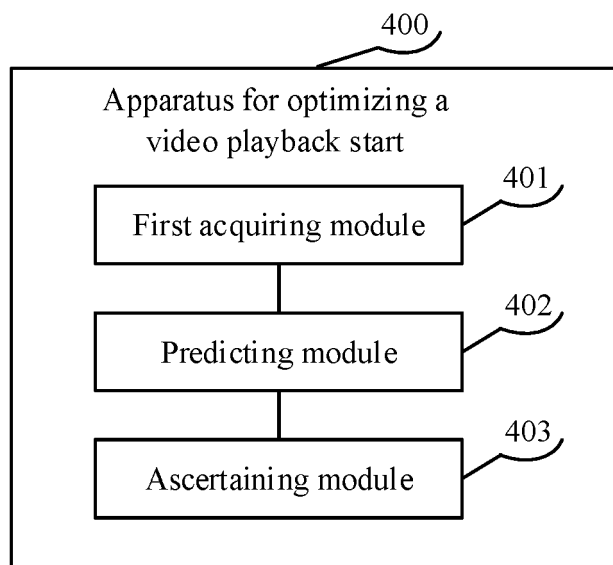 400
Apparatus for optimizing a
video playback start
401
First acquiring module
402
Predicting module
403
Ascertaining module